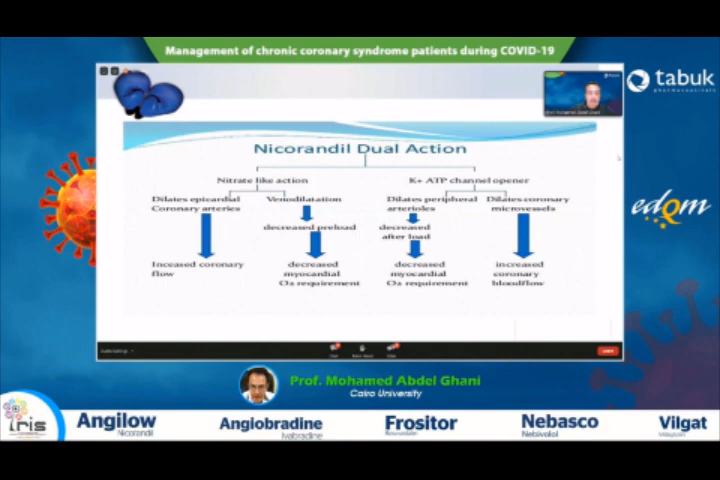 Management of chronic coronary syndrome patients during COVID-19
tabuk
pharmaceuticals
Nicorandil Dual Action
Nitrate like action
K+ ATP channel opener
Dilates epicardial
Coronary arteries
Venodilatation
Dilates peripheral
arterioles
Dilates coronary
microvessels
decreased preload
decreased
after load
Inceased coronary
flow
decreased
myocardial
O2 requirement
decreased
myocardial
O2 requirement
increased
coronary
bloodflow
edqm
Prof. Mohamed Abdel Ghani
Cairo University
iris
Angilow
Nicorandil
Angiobradine
Ivabradine
Frositor
Nebasco
Nebivolol
Vilgat